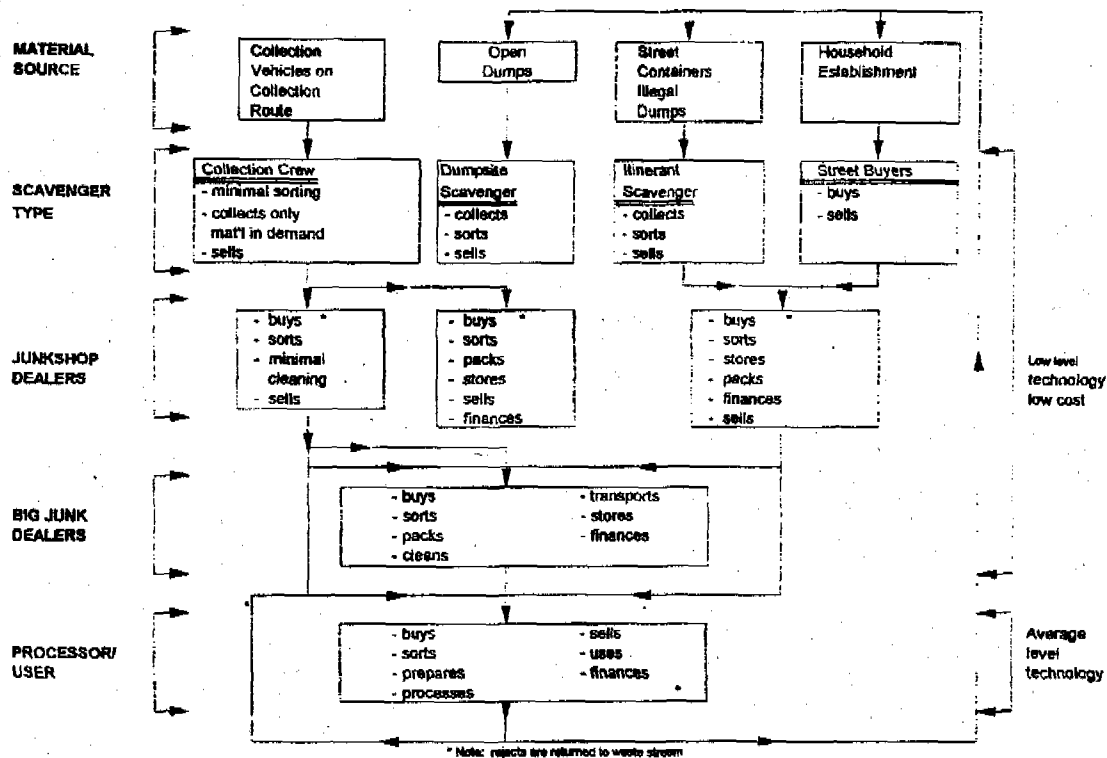 MATERIAL
SOURCE
Collection
Vehicles on
Collection
Route
Open
Dumps
Street
Containers
Illegal
Dumps
Household
Establishment
SCAVENGER
TYPE
Collection Crew
- minimal sorting
- collects only
mat'l in demand
- sells
Dumpsite
Scavenger
- collects
- sorts
- sells
Itinerant
Scavenger
- collects
- sorts
- sells
Street Buyers
- buys
- sells
JUNKSHOP
DEALERS
- buys *
- sorts
- minimal
cleaning
- sells
- buys *
- sorts
- packs
- stores
- sells
- finances
- buys *
- sorts
- stores
- packs
- finances
- sells
Low level
technology
low cost
BIG JUNK
DEALERS
- buys
- sorts
- packs
- cleans
- transports
- stores
- finances
PROCESSOR/
USER
- buys
- sorts
- prepares
- processes
- sells
- uses
- finances
*
Average
level
technology
* Note: rejects are returned to waste stream